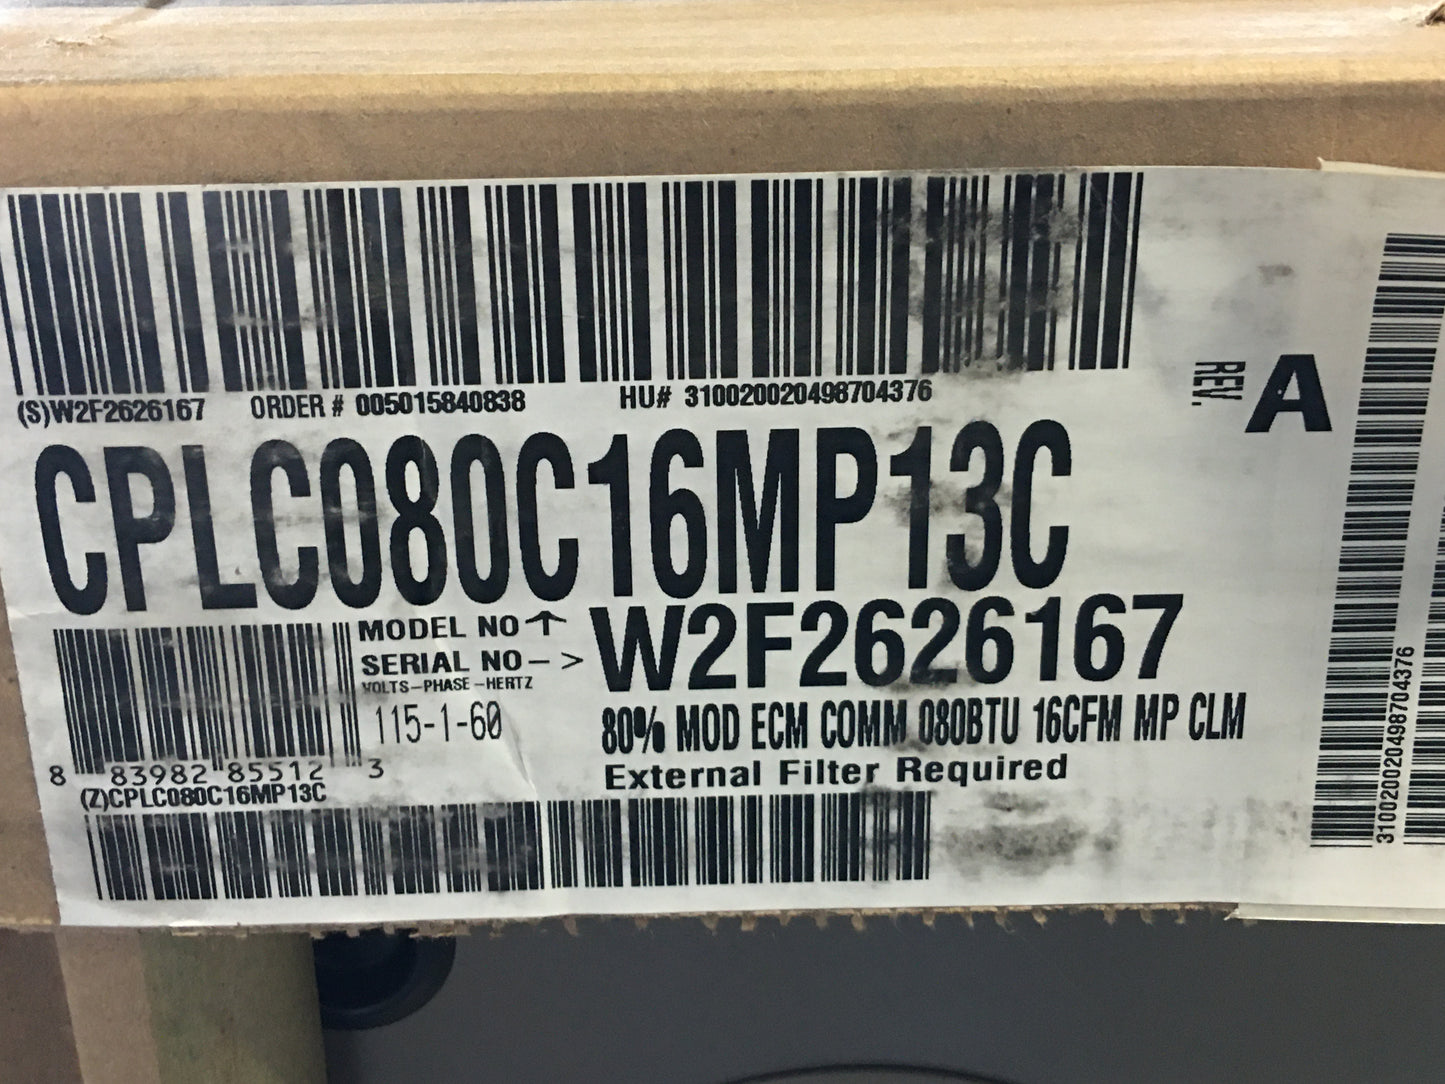 (S)W2F2626167 ORDER # 005015840838 HU# 310020020498704376
REV. A
CPLC080C16MP13C
MODEL NO ↑
SERIAL NO -> W2F2626167
VOLTS-PHASE-HERTZ
115-1-60
80% MOD ECM COMM 080BTU 16CFM MP CLM
External Filter Required
8 83982 85512 3
(Z)CPLC080C16MP13C
310020020498704376